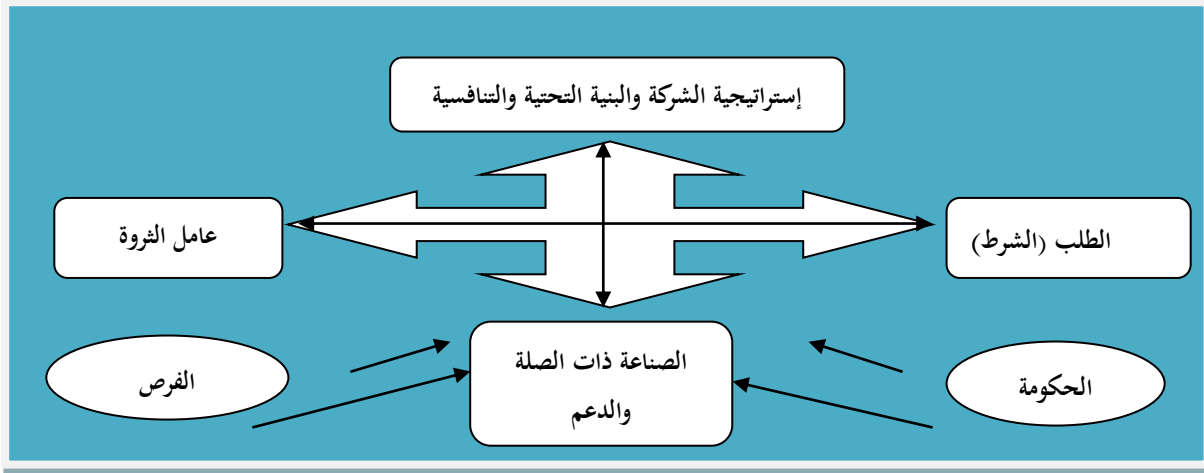 إستراتيجية الشركة والبنية التحتية والتنافسية
الطلب (الشرط)
عامل الثروة
الصناعة ذات الصلة
والدعم
الحكومة
الفرص